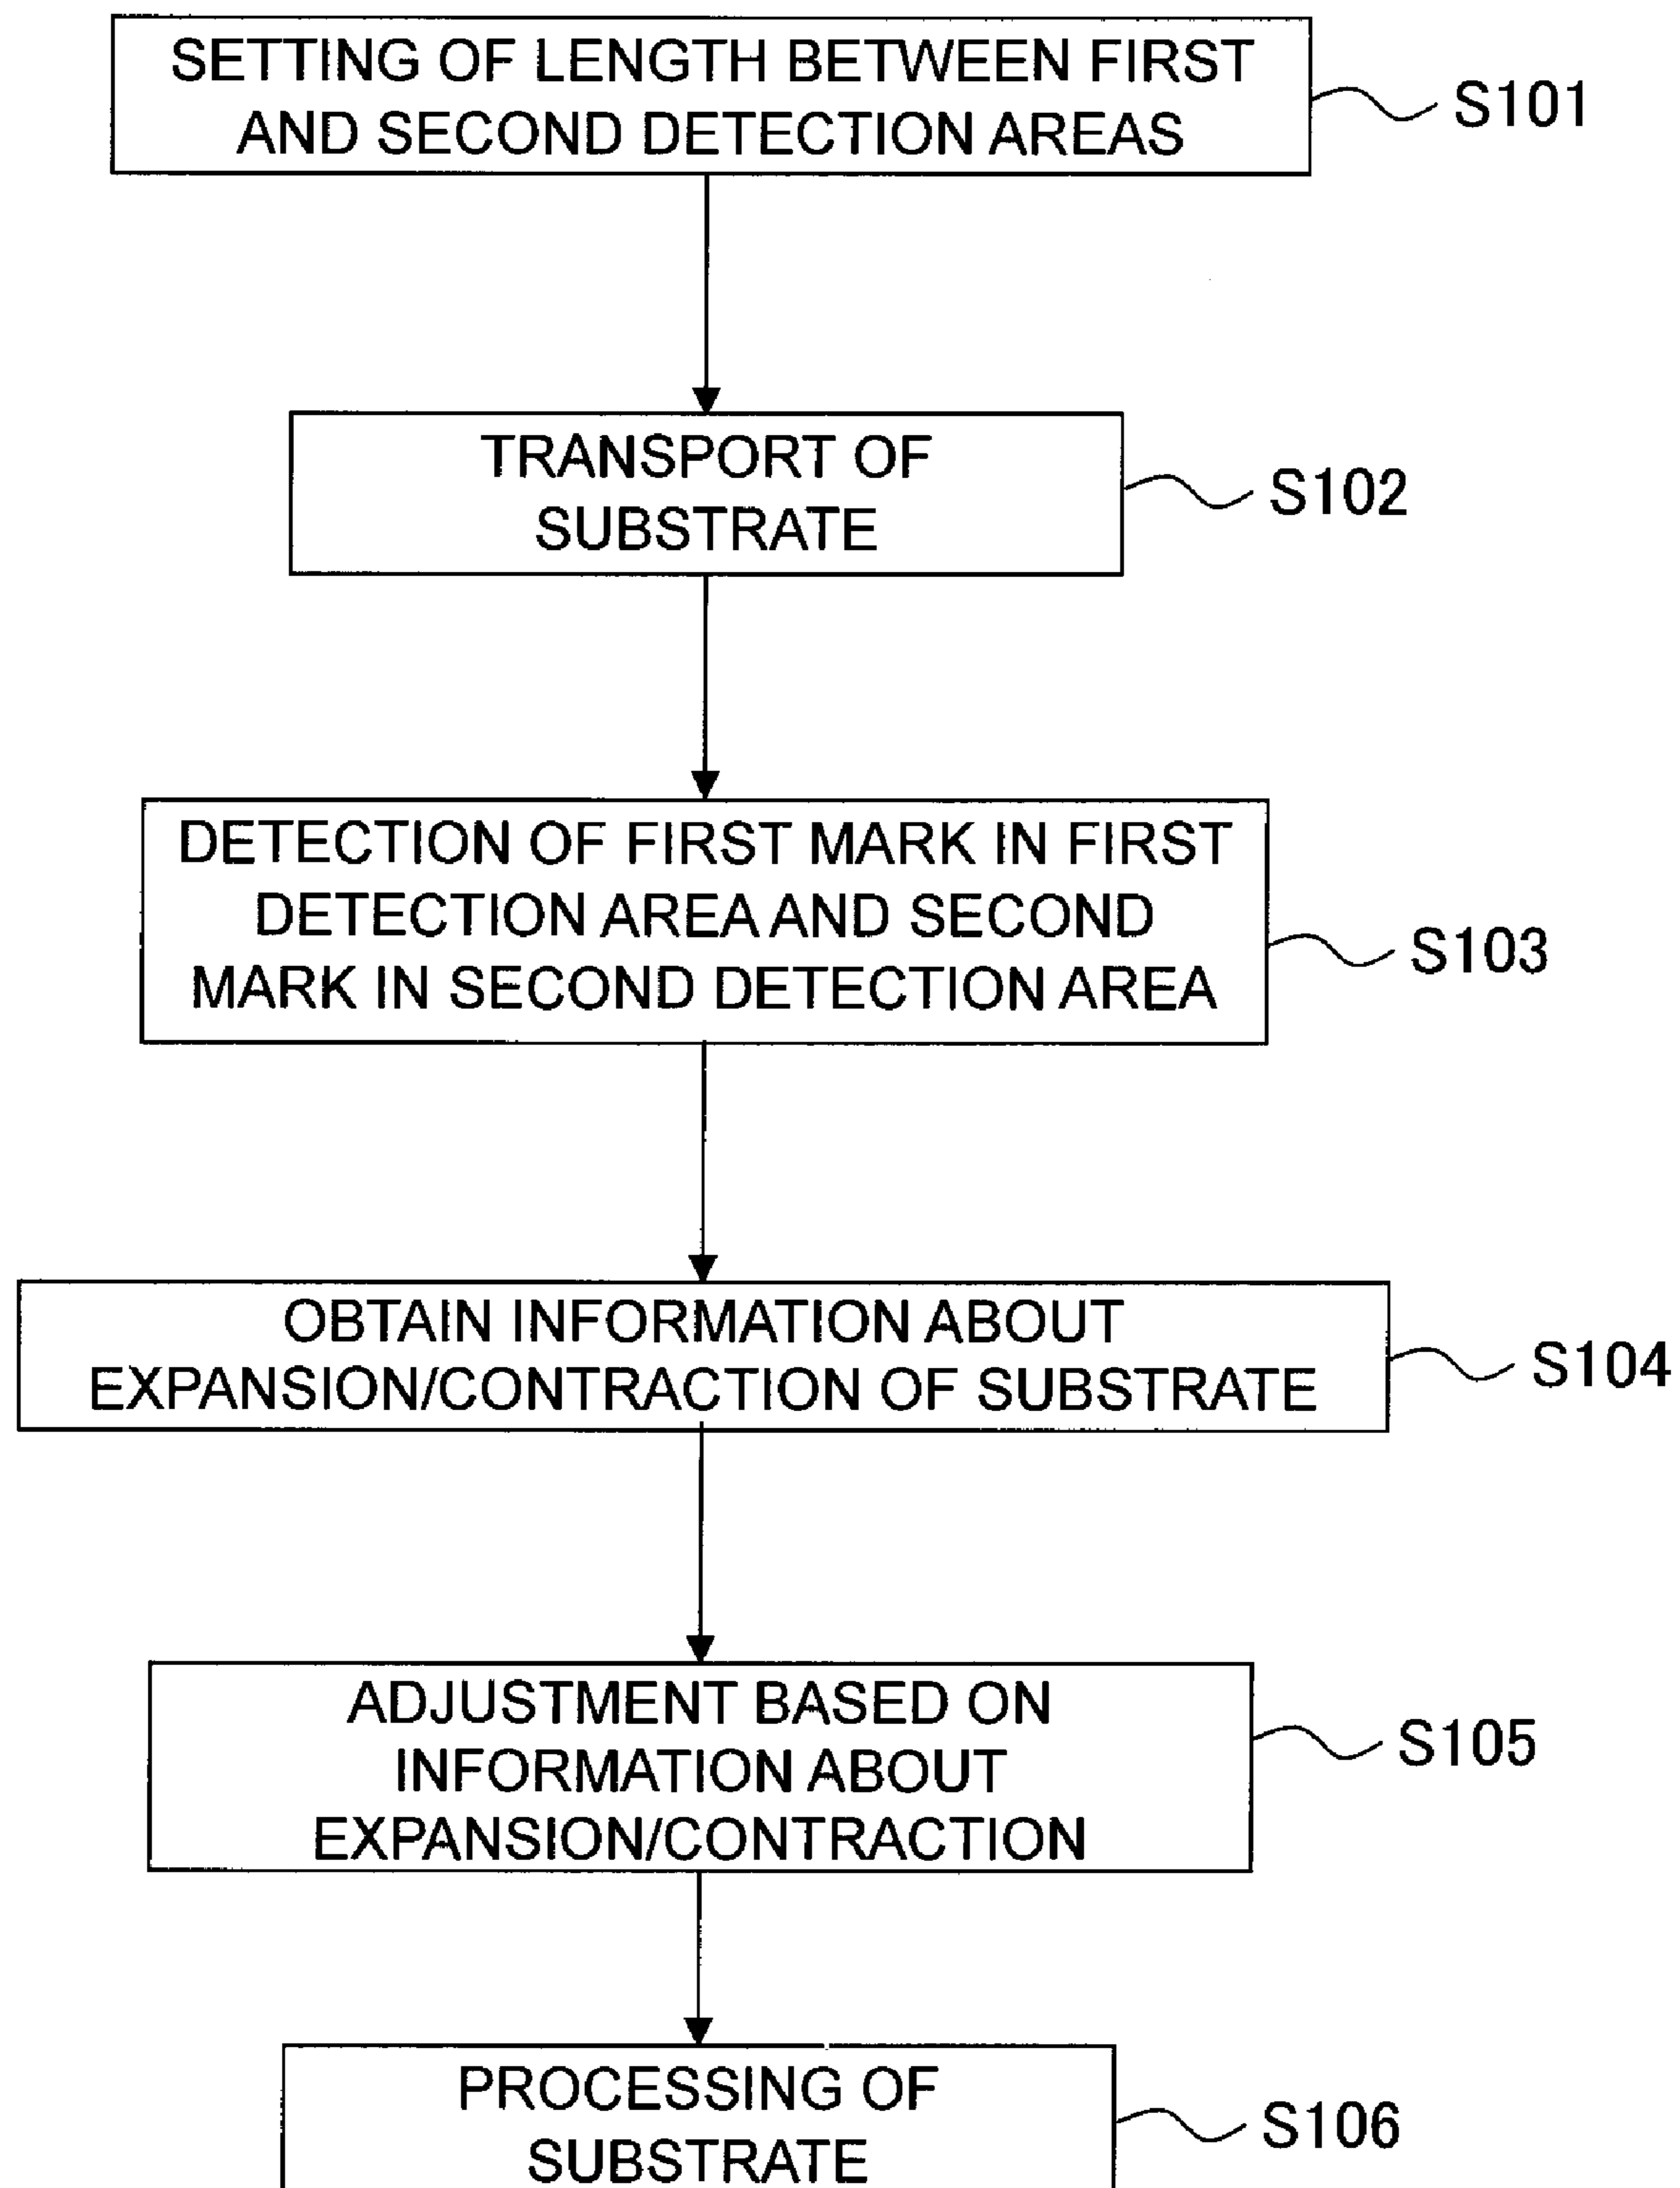 SETTING OF LENGTH BETWEEN FIRST
AND SECOND DETECTION AREAS
S101
TRANSPORT OF
SUBSTRATE
S102
DETECTION OF FIRST MARK IN FIRST
DETECTION AREA AND SECOND
MARK IN SECOND DETECTION AREA
S103
OBTAIN INFORMATION ABOUT
EXPANSION/CONTRACTION OF SUBSTRATE
S104
ADJUSTMENT BASED ON
INFORMATION ABOUT
EXPANSION/CONTRACTION
S105
PROCESSING OF
SUBSTRATE
S106